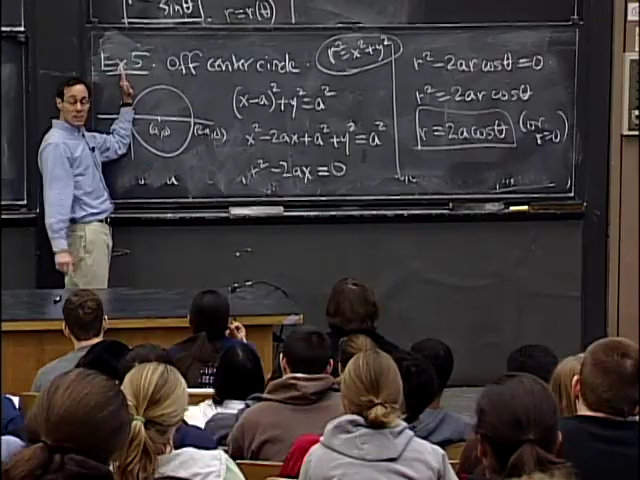 sinθ
r=r(θ)
Ex 5. off center circle.
r²=x²+y²
(x-a)²+y²=a²
(a,0)
(2a,0)
x²-2ax+a²+y²=a²
r²-2ax=0
r²-2ar cosθ=0
r²=2ar cosθ
r=2a cosθ (or r=0)